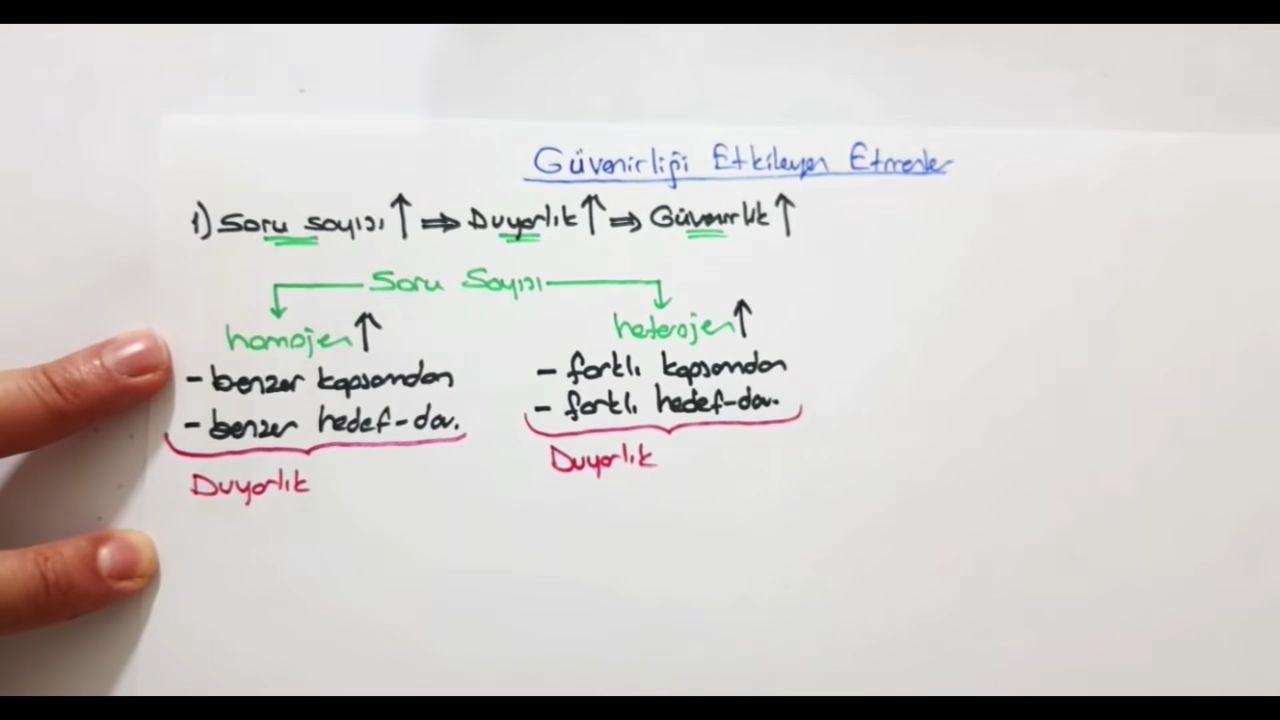 Güvenirliği Etkileyen Etmenler
1) Soru sayısı ↑ ⇒ Duyarlık ↑ ⇒ Güvenirlik ↑
Soru Sayısı
homojen ↑
- benzer kapsamdan
- benzer hedef-dav.
Duyarlık
heterojen ↑
- farklı kapsamdan
- farklı hedef-dav.
Duyarlık